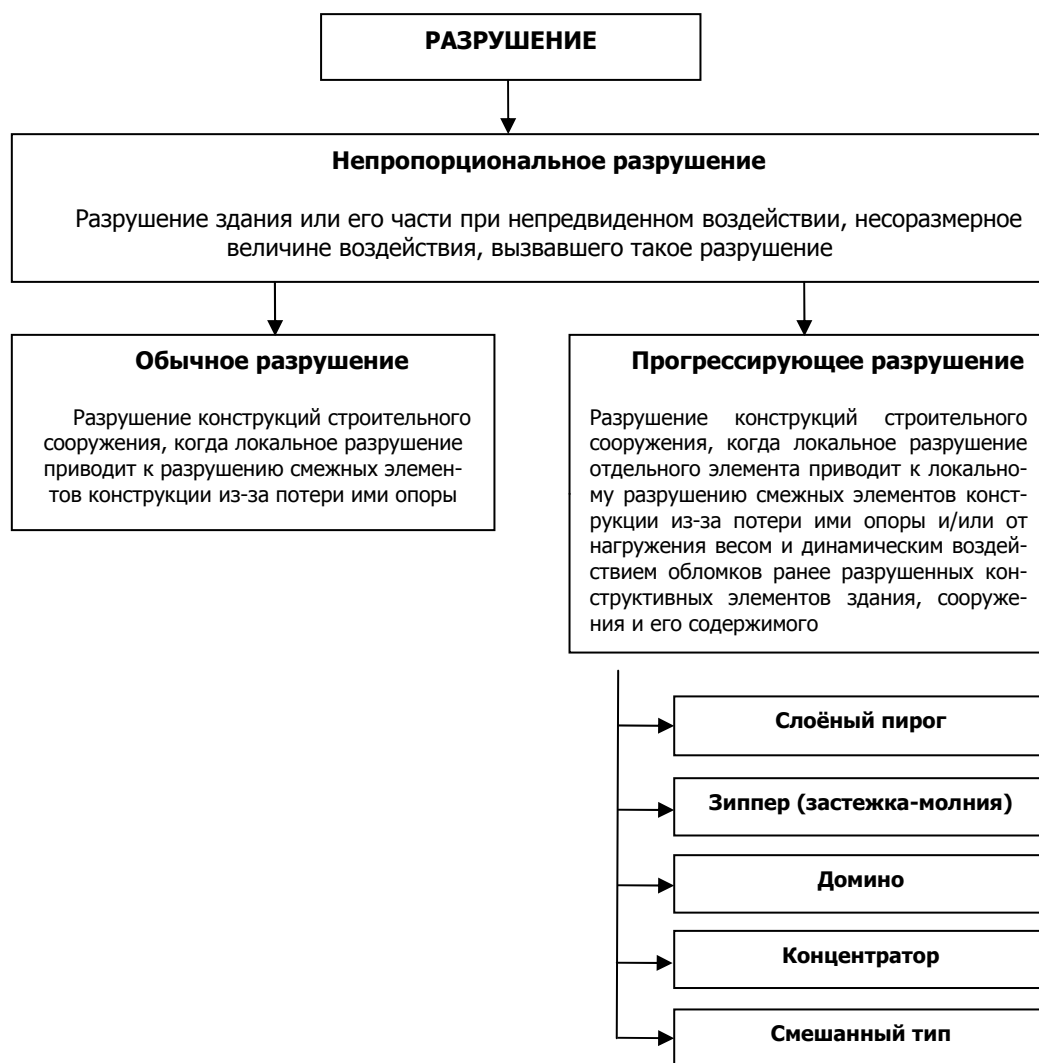 РАЗРУШЕНИЕ
Непропорциональное разрушение
Разрушение здания или его части при непредвиденном воздействии, несоразмерное
величине воздействия, вызвавшего такое разрушение
Обычное разрушение
Разрушение конструкций строительного
сооружения, когда локальное разрушение
приводит к разрушению смежных элемен-
тов конструкции из-за потери ими опоры
Прогрессирующее разрушение
Разрушение конструкций строительного
сооружения, когда локальное разрушение
отдельного элемента приводит к локально-
му разрушению смежных элементов конст-
рукции из-за потери ими опоры и/или от
нагружения весом и динамическим воздей-
ствием обломков ранее разрушенных кон-
структивных элементов здания, сооруже-
ния и его содержимого
Слоёный пирог
Зиппер (застежка-молния)
Домино
Концентратор
Смешанный тип